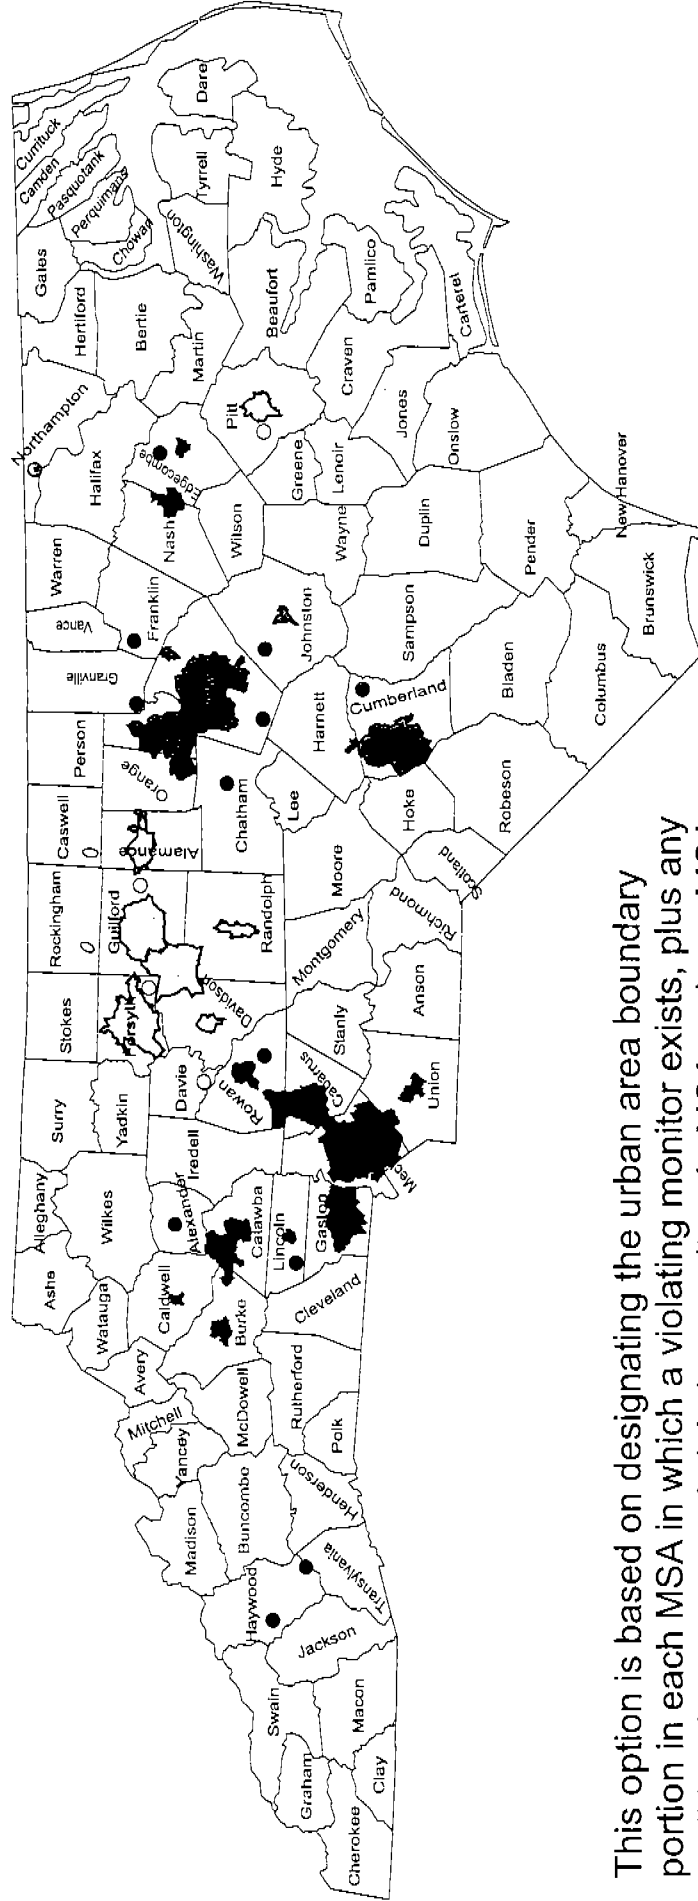 Alleghany
Ashe
Surry
Stokes
Rockingham
Caswell
Person
Granville
Vance
Warren
Northampton
Gates
Camden
Currituck
Pasquotank
Perquimans
Hertiford
Halifax
Watauga
Wilkes
Yadkin
Forsyth
Guilford
Alamance
Orange
Franklin
Nash
Edgecombe
Bertie
Chowan
Mitchell
Avery
Caldwell
Alexander
Iredell
Davie
Davidson
Randolph
Chatham
Wilson
Martin
Washington
Tyrrell
Dare
Madison
Yancey
McDowell
Burke
Catawba
Rowan
Johnston
Pitt
Beaufort
Hyde
Haywood
Buncombe
Rutherford
Lincoln
Cabarrus
Lee
Harnett
Wayne
Greene
Lenoir
Craven
Pamlico
Swain
Jackson
Transylvania
Henderson
Polk
Cleveland
Gaston
Stanly
Montgomery
Moore
Cumberland
Sampson
Duplin
Jones
Carteret
Graham
Macon
Cherokee
Clay
Mec
Union
Anson
Richmond
Scotland
Hoke
Robeson
Bladen
Pender
Onslow
Columbus
Brunswick
New Hanover
This option is based on designating the urban area boundary
portion in each MSA in which a violating monitor exists, plus any